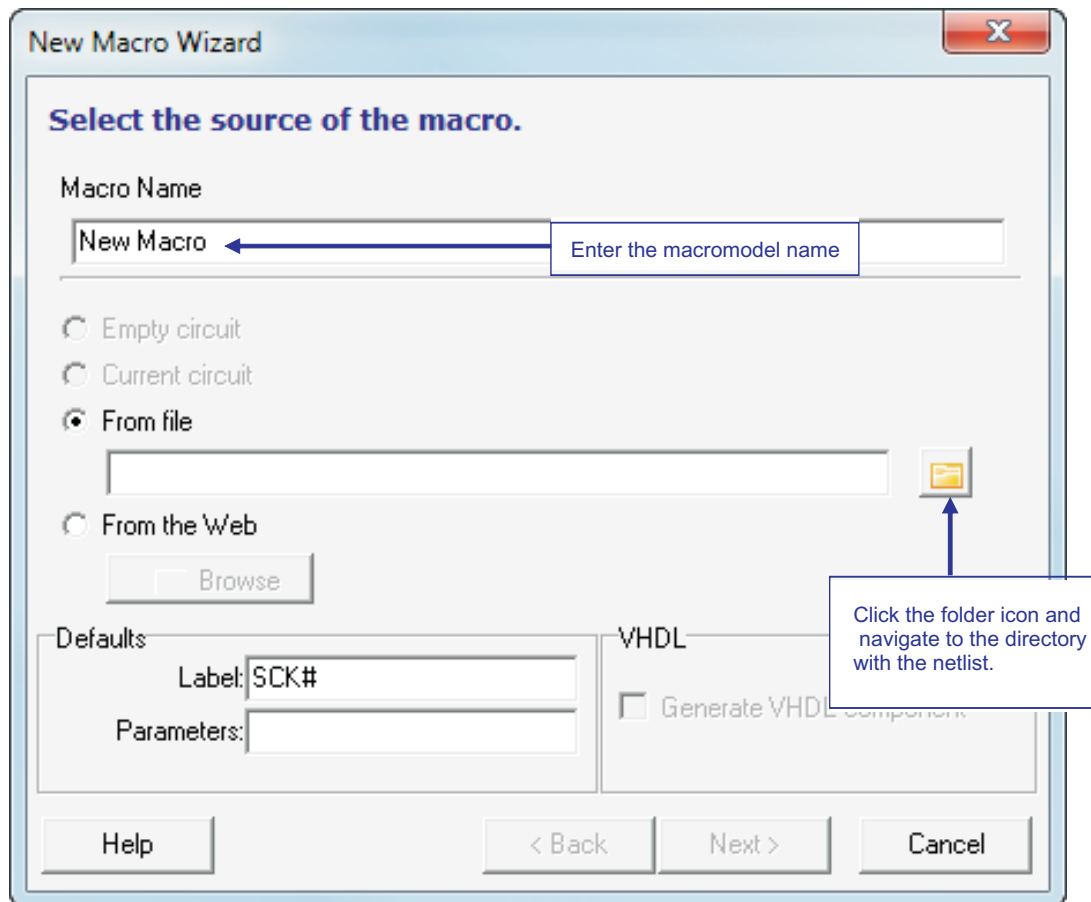 New Macro Wizard
Select the source of the macro.
Macro Name
New Macro
Enter the macromodel name
Empty circuit
Current circuit
From file
From the Web
Browse
Click the folder icon and
navigate to the directory
with the netlist.
Defaults
Label: SCK#
Parameters:
VHDL
Generate VHDL component
Help
< Back
Next >
Cancel